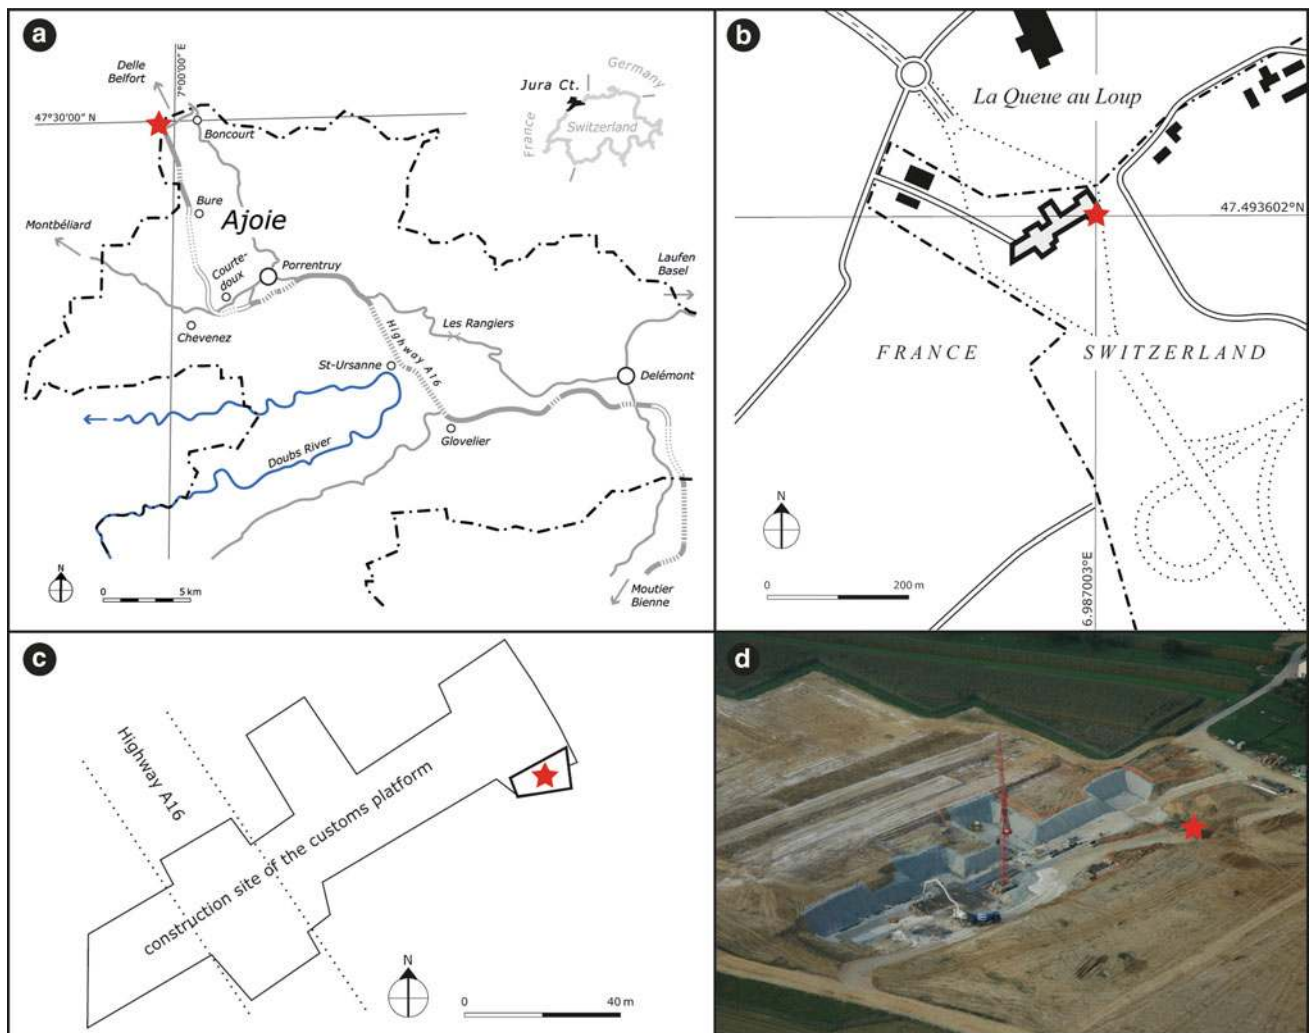 a
Delle
Belfort
7°00'00" E
47°30'00" N
Boncourt
Jura Ct.
Germany
France
Switzerland
Bure
Ajoie
Montbéliard
Courte-
doux
Porrentruy
Laufen
Basel
Chevenez
Les Rangiers
Highway A16
St-Ursanne
Delémont
Glovelier
Doubs River
N
0 5 km
Moutier
Bienne
b
La Queue au Loup
47.493602°N
FRANCE
SWITZERLAND
N
6.987003°E
0 200 m
c
Highway A16
construction site of the customs platform
N
0 40 m
d